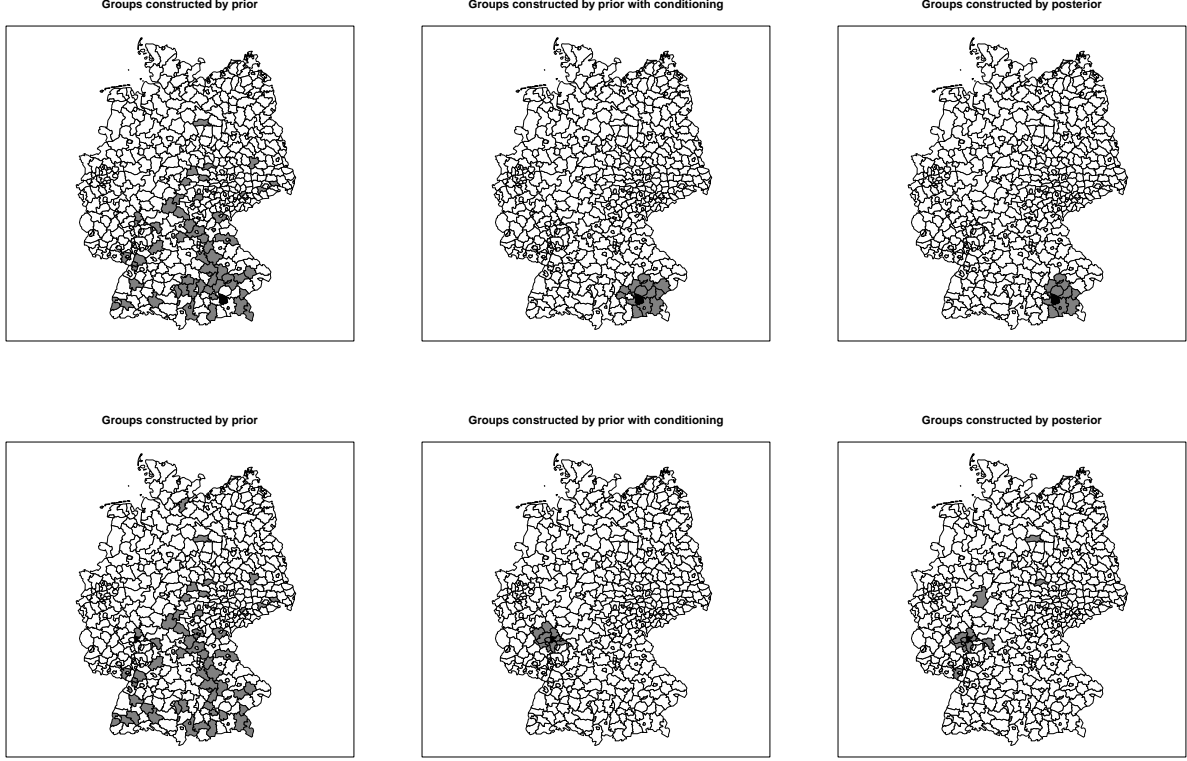 Groups constructed by prior
Groups constructed by prior with conditioning
Groups constructed by posterior
Groups constructed by prior
Groups constructed by prior with conditioning
Groups constructed by posterior